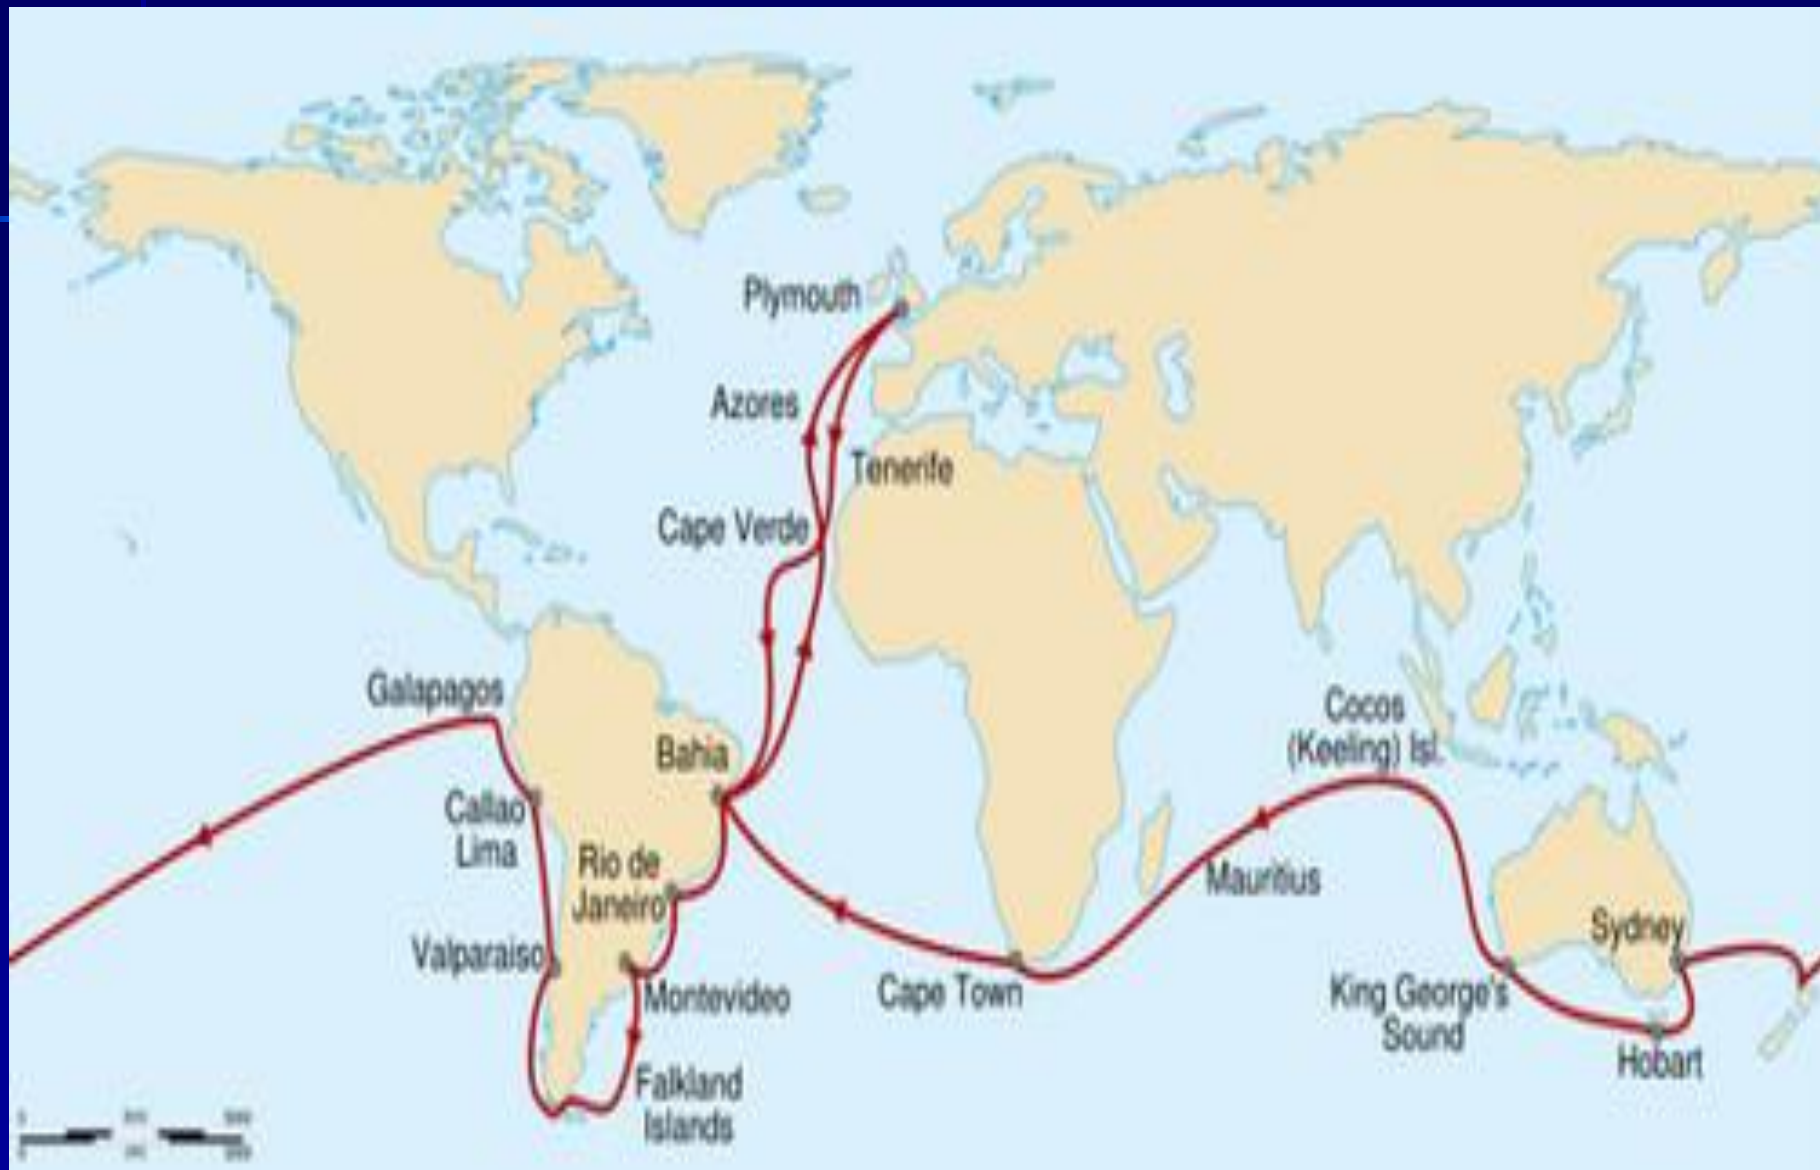 Plymouth
Azores
Tenerife
Cape Verde
Galapagos
Bahia
Cocos
(Keeling) Isl.
Callao
Lima
Rio de
Janeiro
Mauritius
Sydney
Valparaiso
Montevideo
Cape Town
King George's
Sound
Hobart
Falkland
Islands